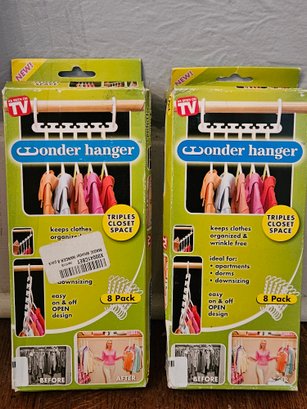 NEW!
AS SEEN ON
TV
wonder hanger
TRIPLES
CLOSET
SPACE
keeps clothes
downsizing
easy
on & off
OPEN
design
8 Pack
BEFORE
AFTER
NEW!
AS SEEN ON
TV
wonder hanger
TRIPLES
CLOSET
SPACE
keeps clothes
organized &
wrinkle free
ideal for:
• apartments
• dorms
• downsizing
easy
on & off
OPEN
design
8 Pack
BEFORE